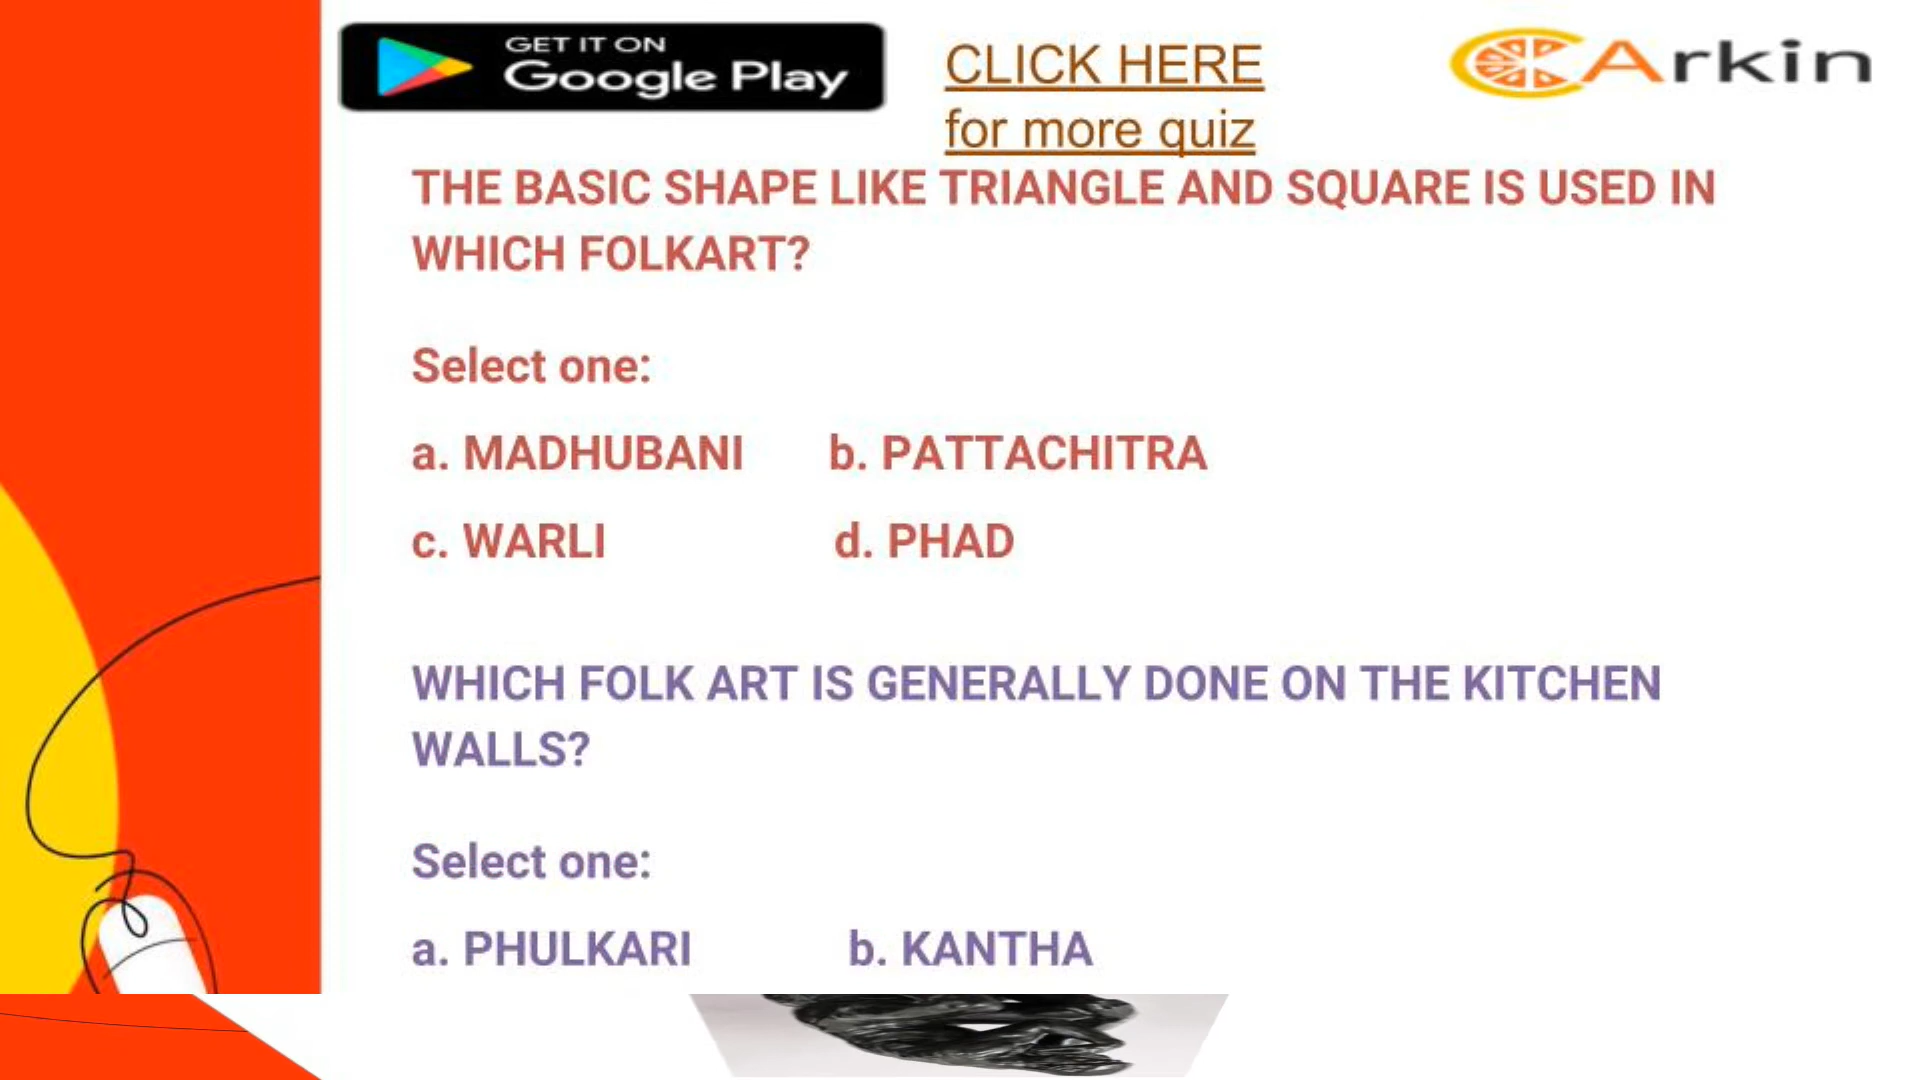 GET IT ON
Google Play
CLICK HERE
for more quiz
Arkin
THE BASIC SHAPE LIKE TRIANGLE AND SQUARE IS USED IN
WHICH FOLKART?
Select one:
a. MADHUBANI b. PATTACHITRA
c. WARLI d. PHAD
WHICH FOLK ART IS GENERALLY DONE ON THE KITCHEN
WALLS?
Select one:
a. PHULKARI b. KANTHA